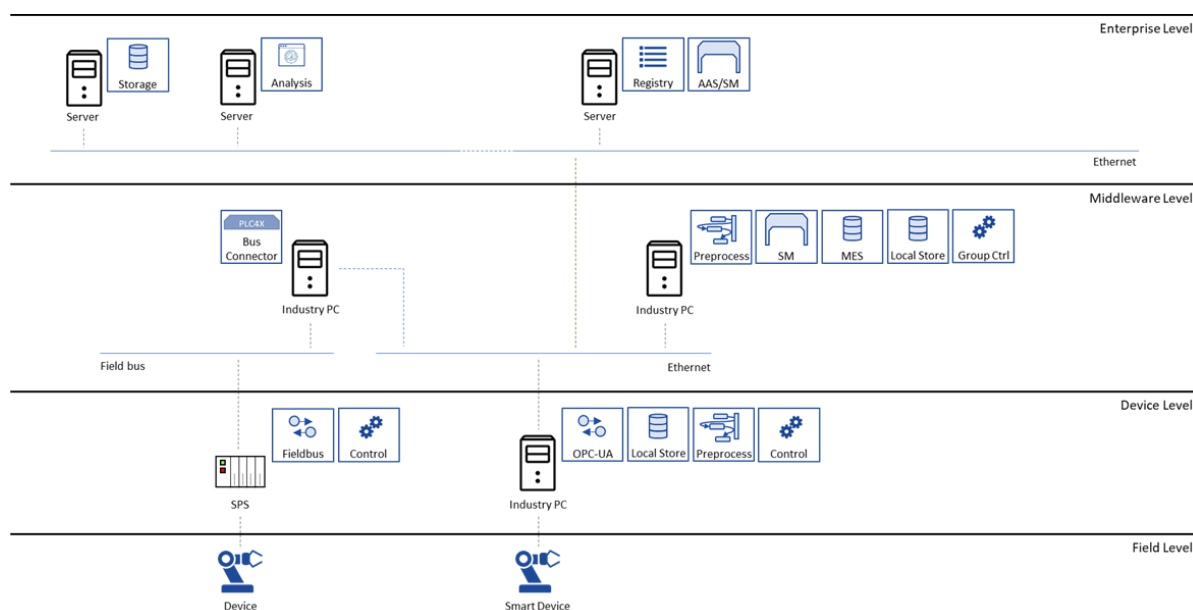 Enterprise Level
Storage
Analysis
Registry
AAS/SM
Server
Server
Server
Ethernet
Middleware Level
PLC4X
Bus
Connector
Preprocess
SM
MES
Local Store
Group Ctrl
Industry PC
Industry PC
Field bus
Ethernet
Device Level
Fieldbus
Control
OPC-UA
Local Store
Preprocess
Control
SPS
Industry PC
Field Level
Device
Smart Device